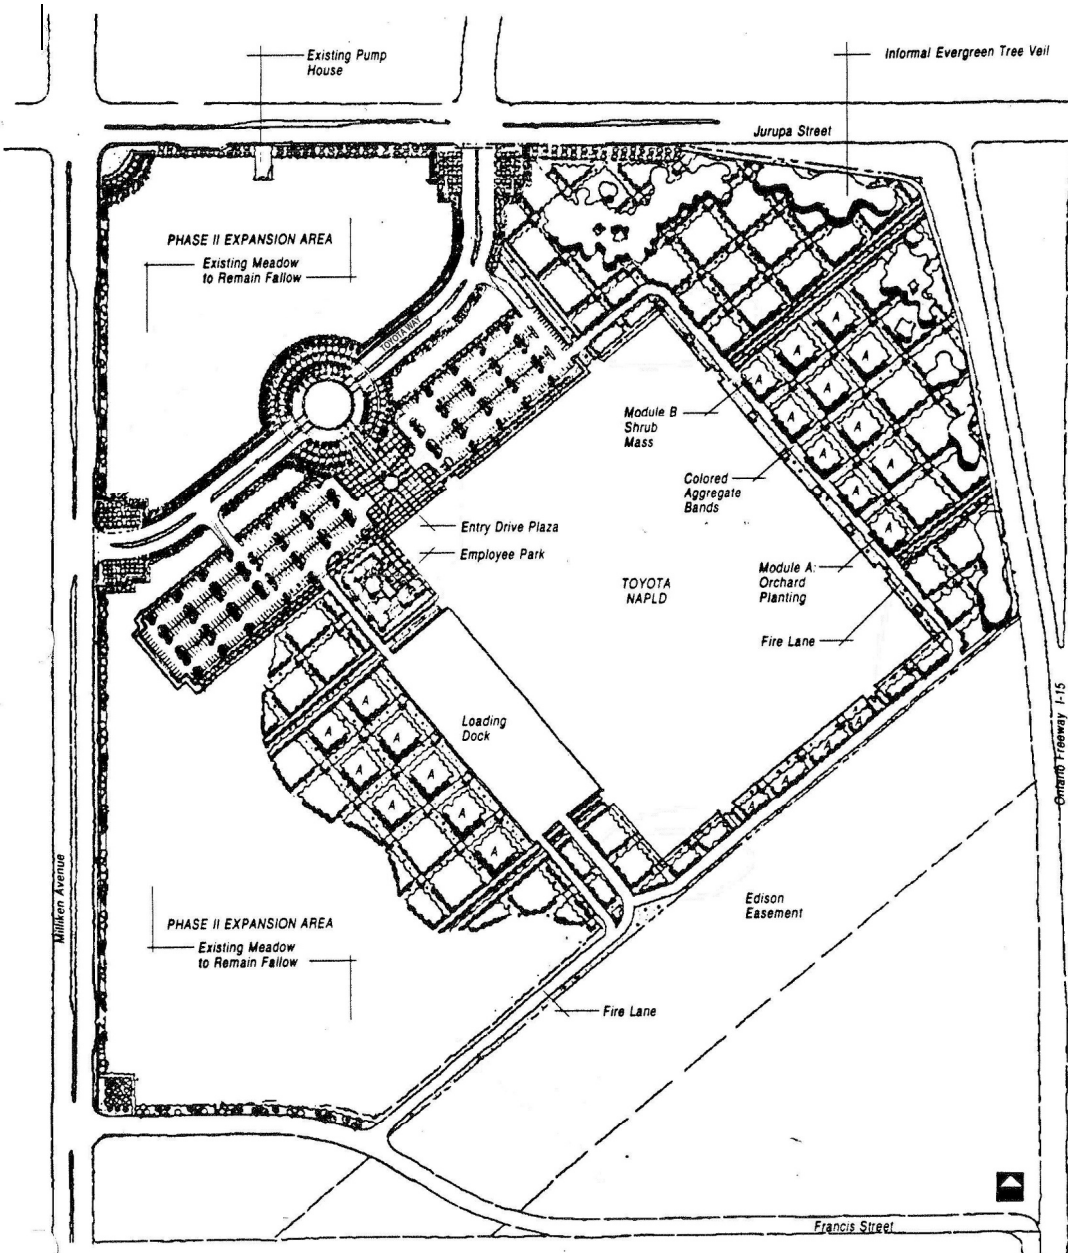 Existing Pump
House
Informal Evergreen Tree Veil
Jurupa Street
PHASE II EXPANSION AREA
Existing Meadow
to Remain Fallow
TOYOTA WAY
A
A
A
A
A
A
A
A
A
A
A
Module B
Shrub
Mass
Colored
Aggregate
Bands
Entry Drive Plaza
Employee Park
Module A:
Orchard
Planting
TOYOTA
NAPLD
Fire Lane
Loading
Dock
A
A
A
A
A
A
A
A
A
A
A
A
A
Ontario Freeway I-15
Milliken Avenue
Edison
Easement
PHASE II EXPANSION AREA
Existing Meadow
to Remain Fallow
Fire Lane
Francis Street